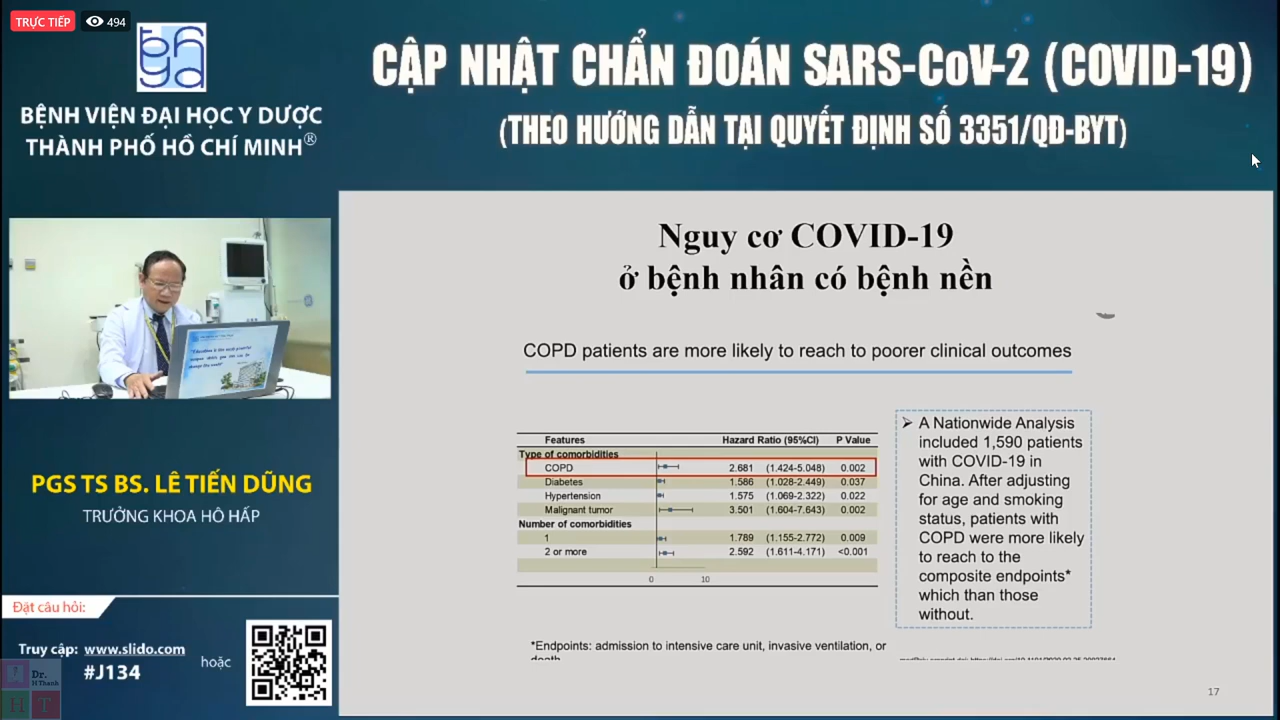 TRỰC TIẾP
494
BỆNH VIỆN ĐẠI HỌC Y DƯỢC
THÀNH PHỐ HỒ CHÍ MINH®
CẬP NHẬT CHẨN ĐOÁN SARS-CoV-2 (COVID-19)
(THEO HƯỚNG DẪN TẠI QUYẾT ĐỊNH SỐ 3351/QĐ-BYT)
PGS TS BS. LÊ TIẾN DŨNG
TRƯỞNG KHOA HÔ HẤP
Đặt câu hỏi:
Truy cập: www.slido.com
#J134
hoặc
Dr.
HThanh
H T
Nguy cơ COVID-19
ở bệnh nhân có bệnh nền
COPD patients are more likely to reach to poorer clinical outcomes
Features Hazard Ratio (95%CI) P Value
Type of comorbidities
COPD 2.681 (1.424-5.048) 0.002
Diabetes 1.586 (1.028-2.449) 0.037
Hypertension 1.575 (1.069-2.322) 0.022
Malignant tumor 3.501 (1.604-7.643) 0.002
Number of comorbidities
1 1.789 (1.155-2.772) 0.009
2 or more 2.592 (1.611-4.171) <0.001
0 10
➢ A Nationwide Analysis
included 1,590 patients
with COVID-19 in
China. After adjusting
for age and smoking
status, patients with
COPD were more likely
to reach to the
composite endpoints*
which than those
without.
*Endpoints: admission to intensive care unit, invasive ventilation, or
death
17